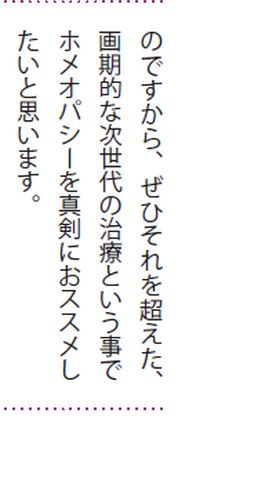 のですから、ぜひそれを超えた、
画期的な次世代の治療という事で
ホメオパシーを真剣におススメし
たいと思います。